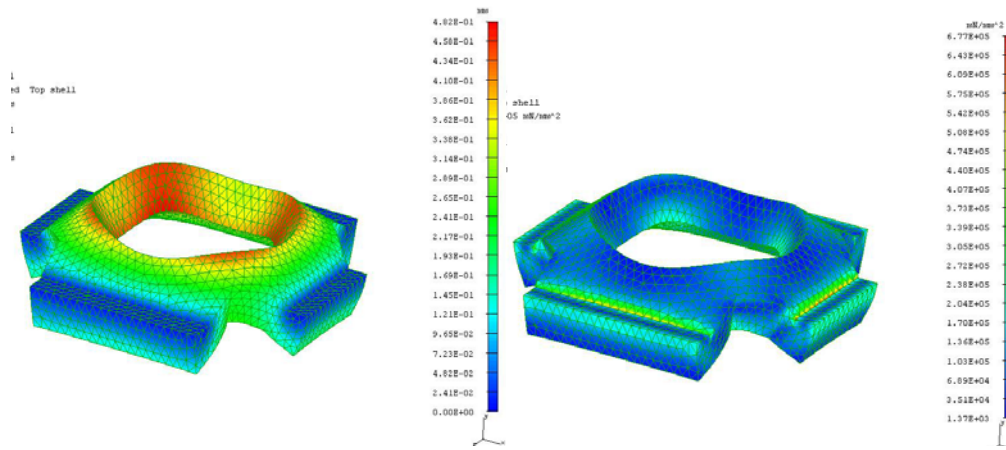 mm
4.82E-01
4.58E-01
4.34E-01
4.10E-01
3.86E-01
3.62E-01
3.38E-01
3.14E-01
2.89E-01
2.65E-01
2.41E-01
2.17E-01
1.93E-01
1.69E-01
1.45E-01
1.21E-01
9.65E-02
7.23E-02
4.82E-02
2.41E-02
0.00E+00
Top shell
shell
mN/mm^2
mN/mm^2
6.77E+05
6.43E+05
6.09E+05
5.75E+05
5.42E+05
5.08E+05
4.74E+05
4.40E+05
4.07E+05
3.73E+05
3.39E+05
3.05E+05
2.72E+05
2.38E+05
2.04E+05
1.70E+05
1.36E+05
1.03E+05
6.89E+04
3.51E+04
1.37E+03
y
x
y